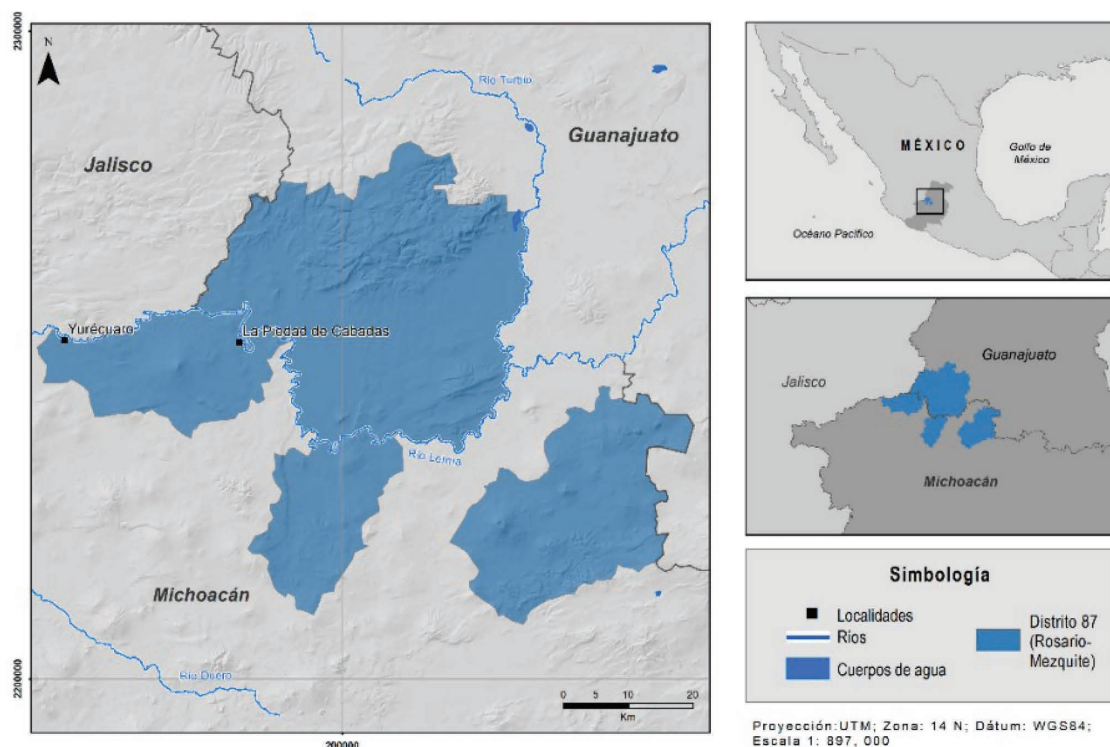 2300000
N
Río Turbio
Guanajuato
Jalisco
Yurécuaro
La Piedad de Cabadas
Río Lerma
Michoacán
2200000
Río Duero
0 5 10 20
Km
200000
MÉXICO
Golfo de
México
Océano Pacífico
Guanajuato
Jalisco
Michoacán
Simbología
Localidades
Ríos
Cuerpos de agua
Distrito 87
(Rosario-
Mezquite)
Proyección:UTM; Zona: 14 N; Dátum: WGS84;
Escala 1: 897, 000